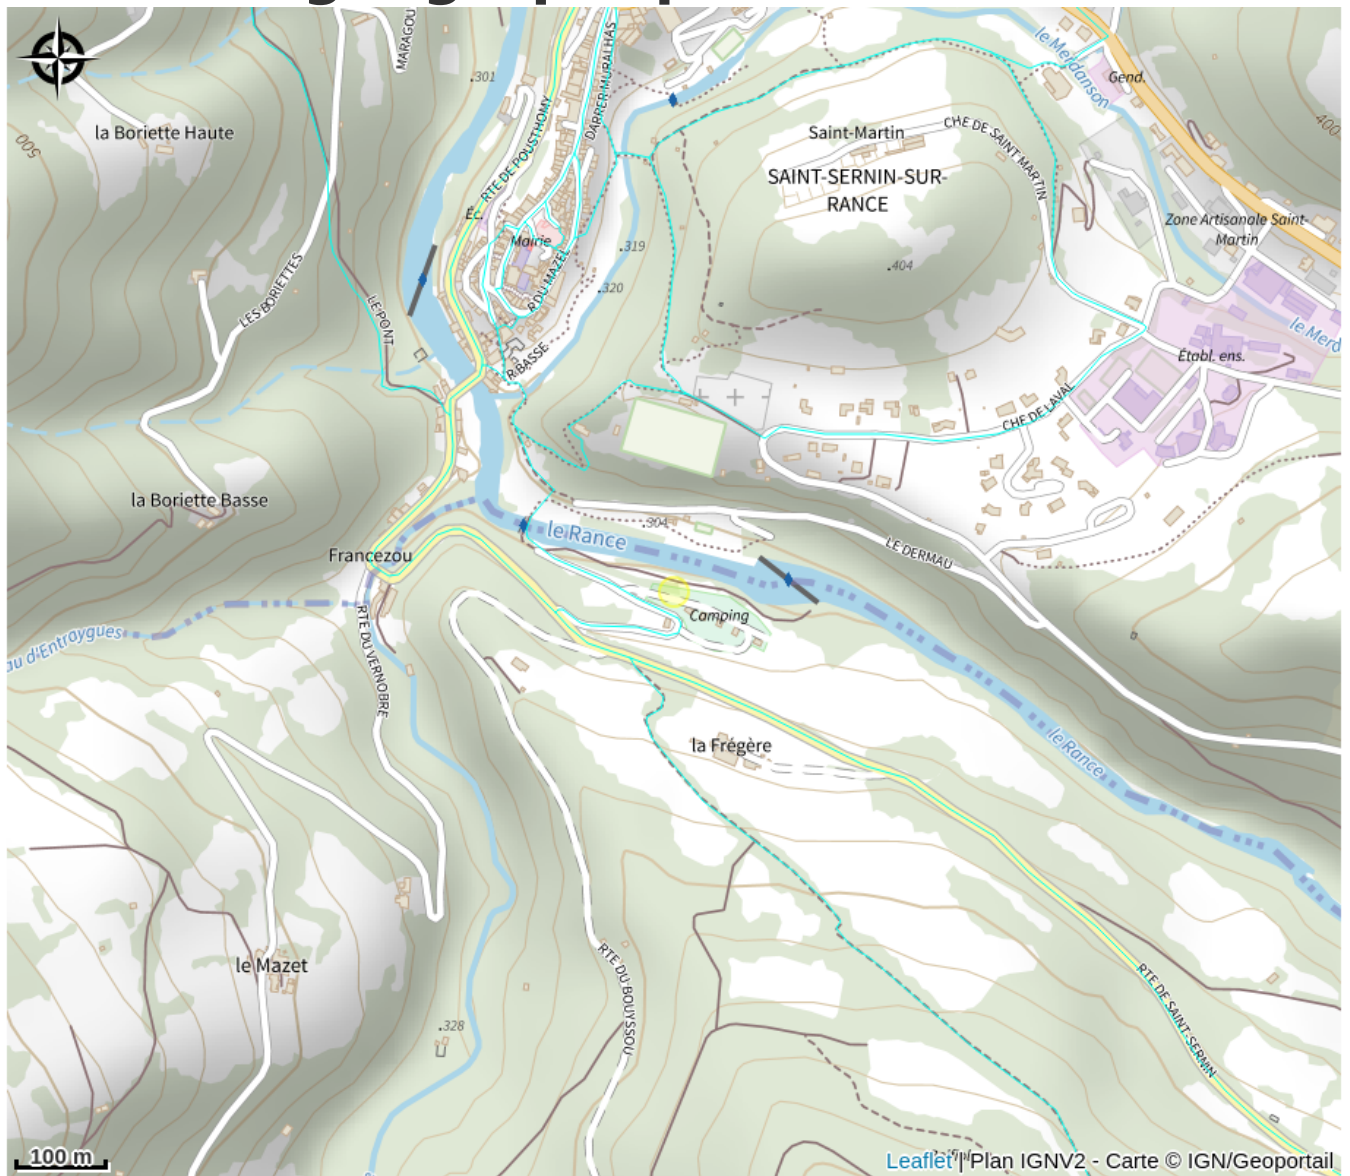 MARAGOU
DARRER MURALHAS
le Merdanson
Gend.
.301
400
la Boriette Haute
500
RTE DE POUSTHOMY
Saint-Martin
CHE DE SAINT-MARTIN
SAINT-SERNIN-SUR-
RANCE
Éc.
Mairie
Zone Artisanale Saint-
Martin
.319
.404
LES BORIETTES
LE PONT
R DU MAZEL
.320
le Merd
R BASSE
Établ. ens.
CHE DE LAVAL
la Boriette Basse
.304
le Rance
LE DERMAU
Francezou
Camping
au d'Entraygues
RTE DU VERNOBRE
la Frégère
le Rance
le Mazet
RTE DU BOUYSSOU
RTE DE SAINT-SERNIN
.328
100 m
Leaflet | Plan IGNV2 - Carte © IGN/Geoportail